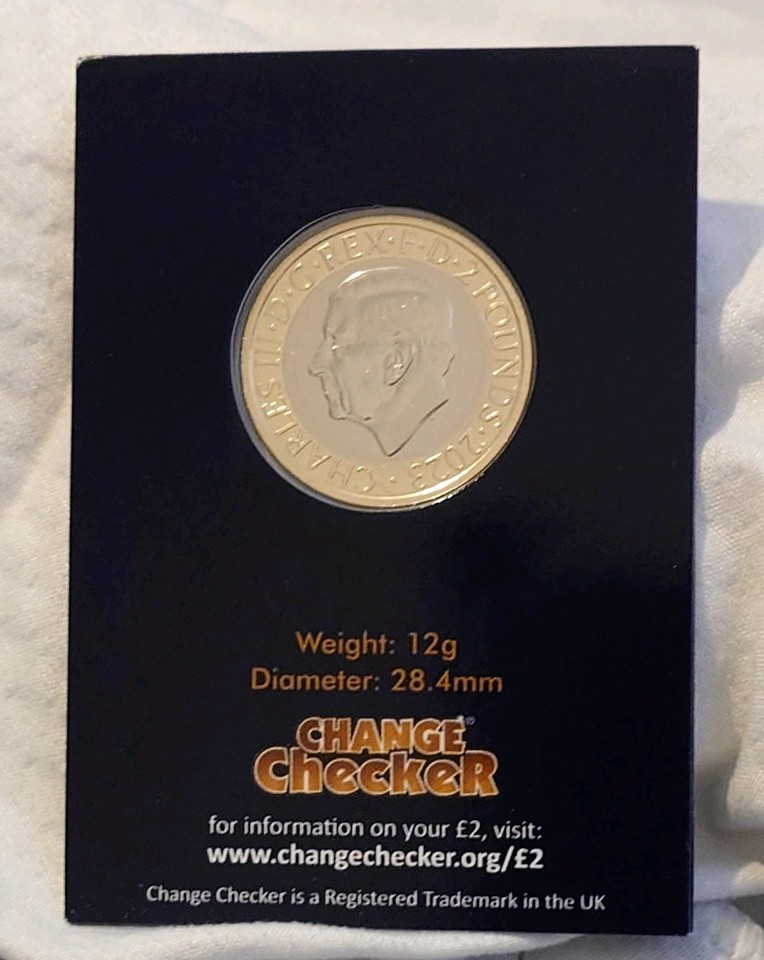 CHARLES III · D · G · REX · F · D · 2 POUNDS · 2023 ·
Weight: 12g
Diameter: 28.4mm
CHANGE
CheckeR
for information on your £2, visit:
www.changechecker.org/£2
Change Checker is a Registered Trademark in the UK